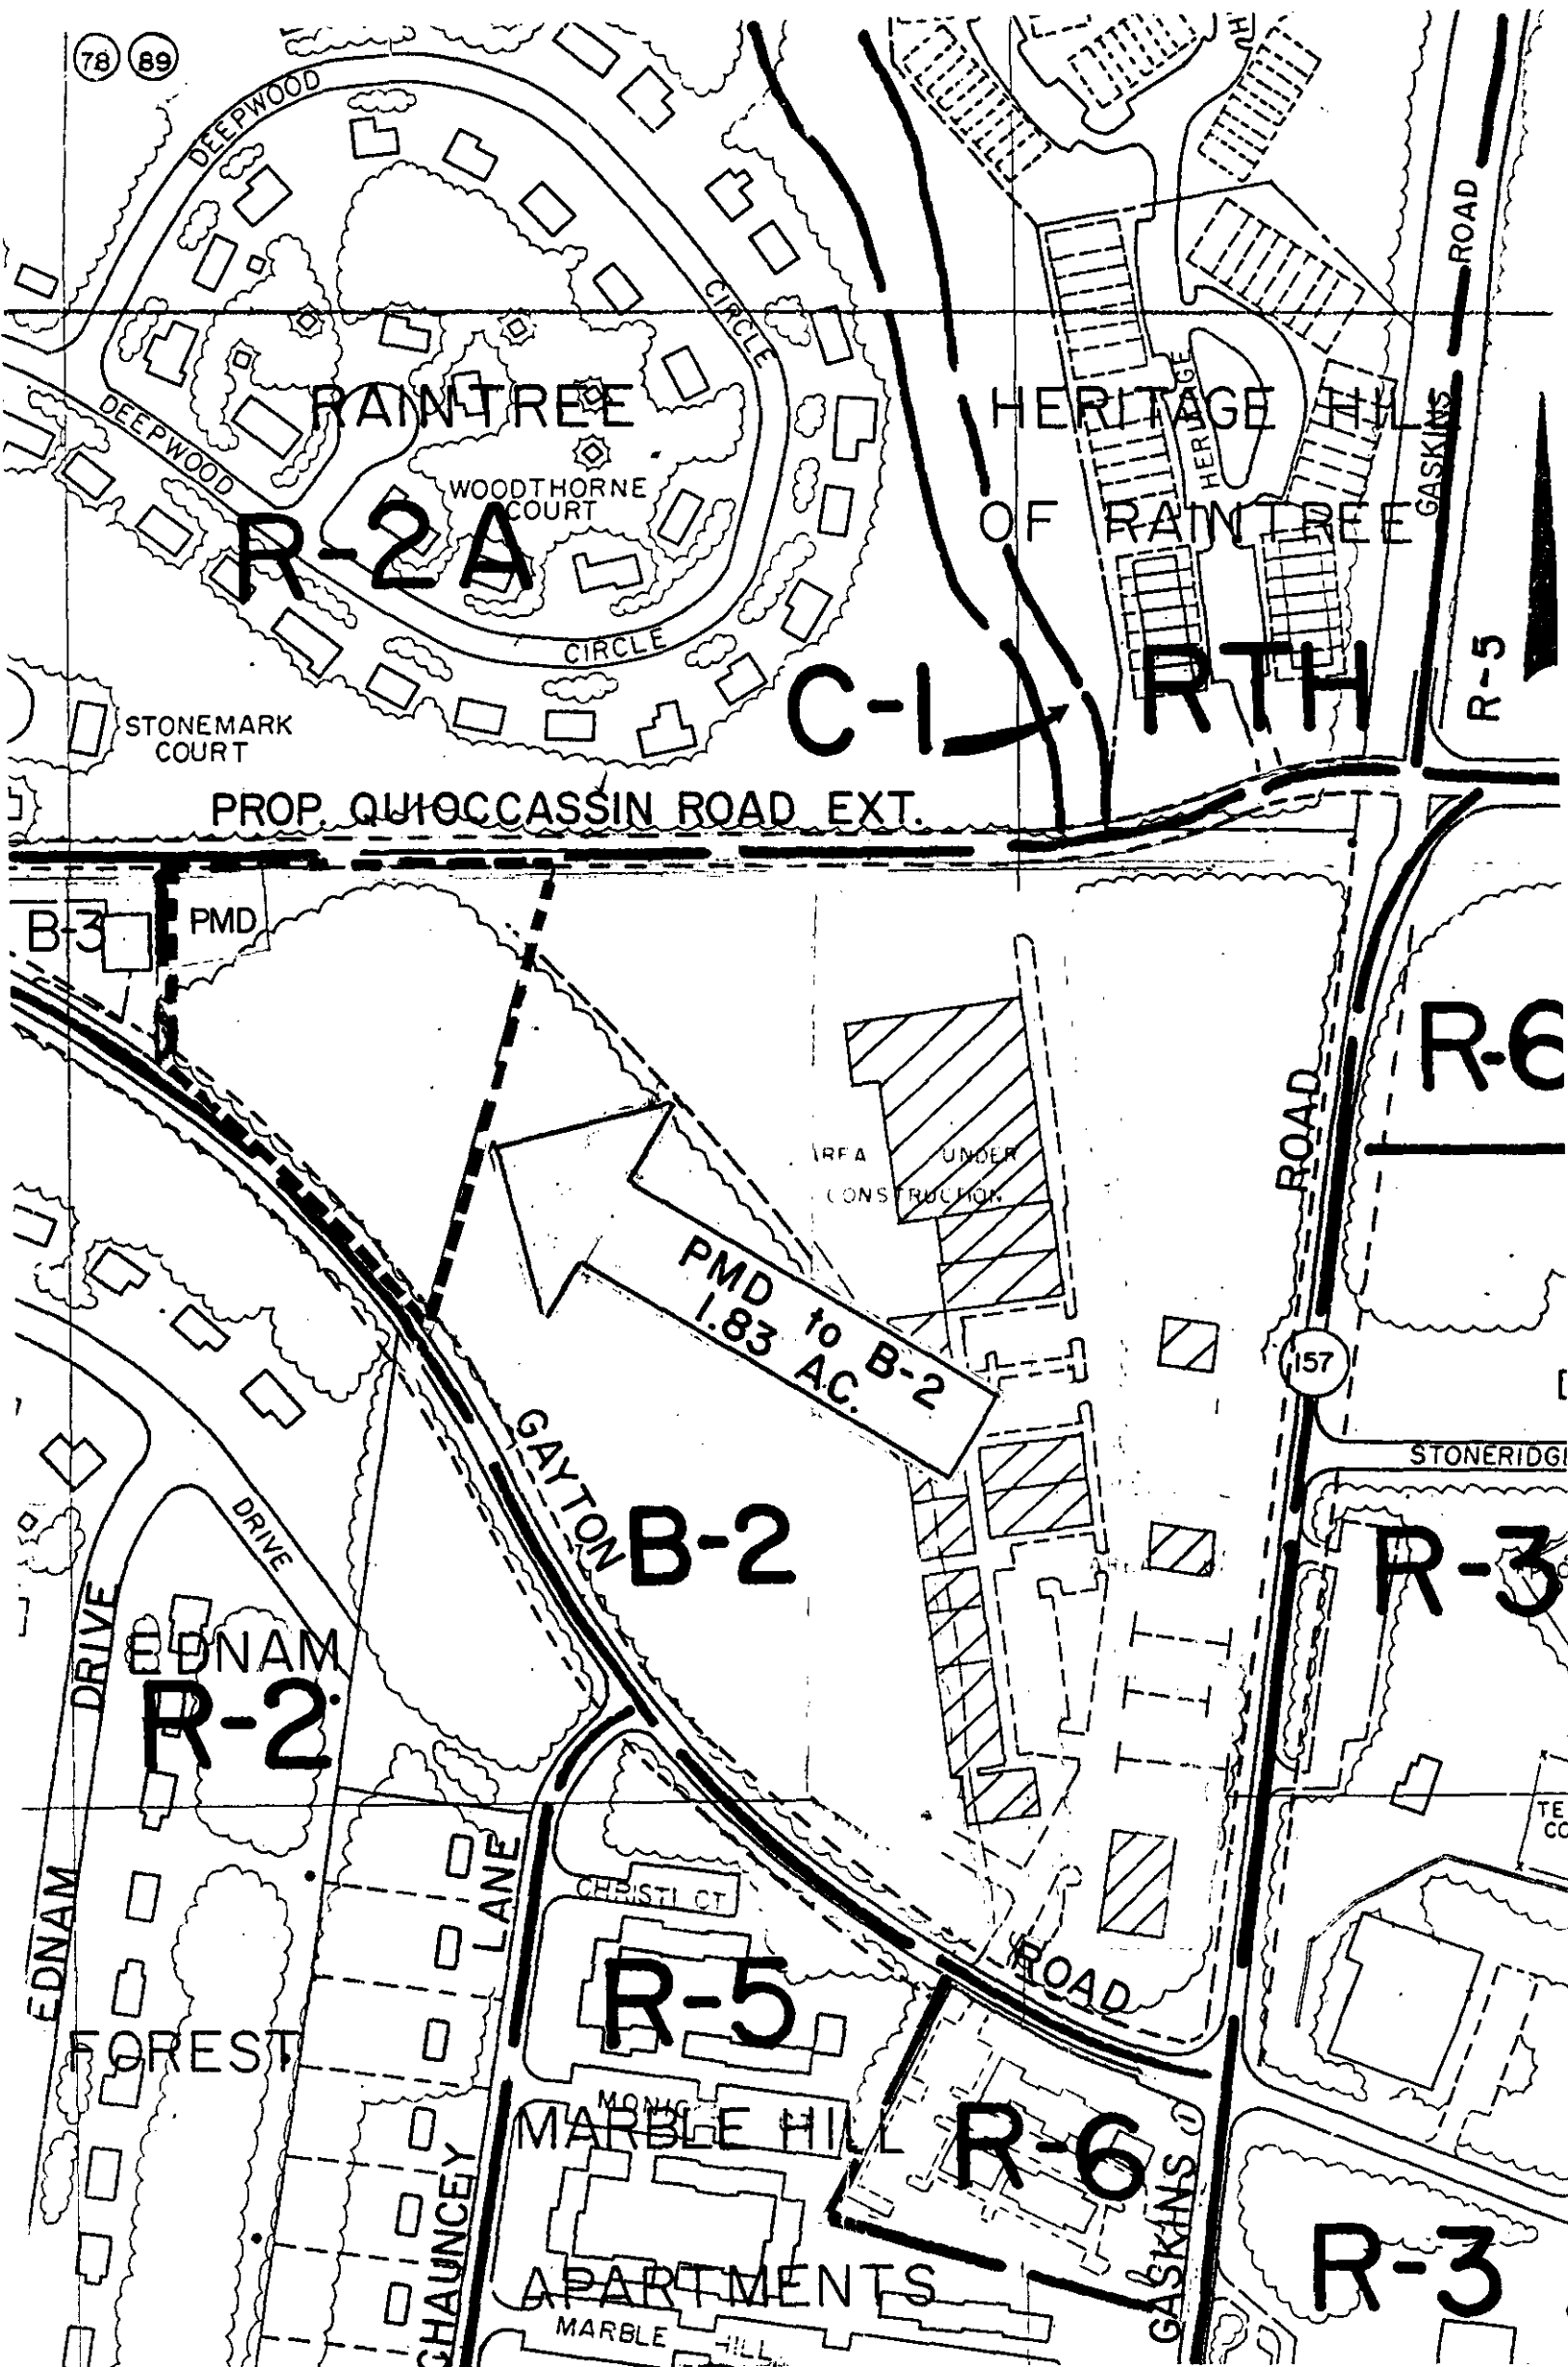 78 89
DEEPWOOD
CIRCLE
ROAD
RAINTREE
HERITAGE HILLS
HERITAGE
GASKINS
DEEPWOOD
WOODTHORNE
COURT
OF RAINTREE
R-2A
CIRCLE
C-1
RTH
R-5
STONEMARK
COURT
PROP. QUIOCCASSIN ROAD EXT.
B-3
PMD
R-6
ROAD
AREA UNDER
CONSTRUCTION
PMD to B-2
1.83 AC.
157
GAYTON
STONERIDGE
DRIVE
B-2
R-3
DRIVE
EDNAM
R-2
TE
CO
LANE
CHRISTI CT
EDNAM
R-5
ROAD
FOREST
MARBLE HILL
R-6
CHAUNCEY
GASKINS
R-3
APARTMENTS
MARBLE HILL